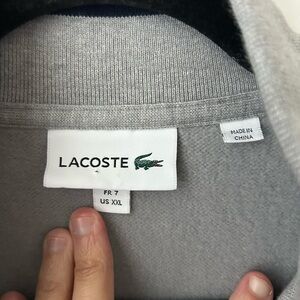 LACOSTE
MADE IN
CHINA
FR 7
US XXL